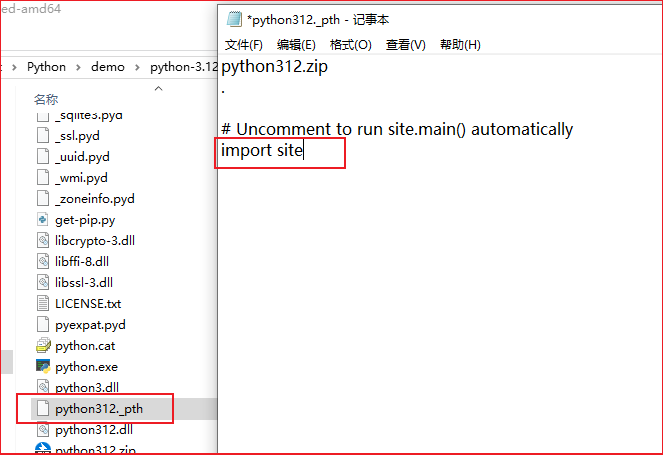 ed-amd64
Python > demo > python-3.12
名称
_sqlite3.pyd
_ssl.pyd
_uuid.pyd
_wmi.pyd
_zoneinfo.pyd
get-pip.py
libcrypto-3.dll
libffi-8.dll
libssl-3.dll
LICENSE.txt
pyexpat.pyd
python.cat
python.exe
python3.dll
python312._pth
python312.dll
python312.zip
*python312._pth - 记事本
文件(F) 编辑(E) 格式(O) 查看(V) 帮助(H)
python312.zip
.
# Uncomment to run site.main() automatically
import site